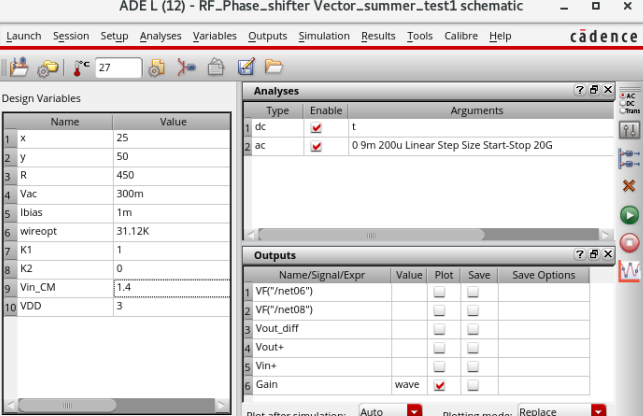 ADE L (12) - RF_Phase_shifter Vector_summer_test1 schematic
Launch Session Setup Analyses Variables Outputs Simulation Results Tools Calibre Help cādence
°C 27
Design Variables
Name Value
1 x 25
2 y 50
3 R 450
4 Vac 300m
5 Ibias 1m
6 wireopt 31.12K
7 K1 1
8 K2 0
9 Vin_CM 1.4
10 VDD 3
Analyses
Type Enable Arguments
1 dc t
2 ac 0 9m 200u Linear Step Size Start-Stop 20G
Outputs
Name/Signal/Expr Value Plot Save Save Options
1 VF("/net06")
2 VF("/net08")
3 Vout_diff
4 Vout+
5 Vin+
6 Gain wave
Plot after simulation: Auto Plotting mode: Replace
AC
DC
Trans